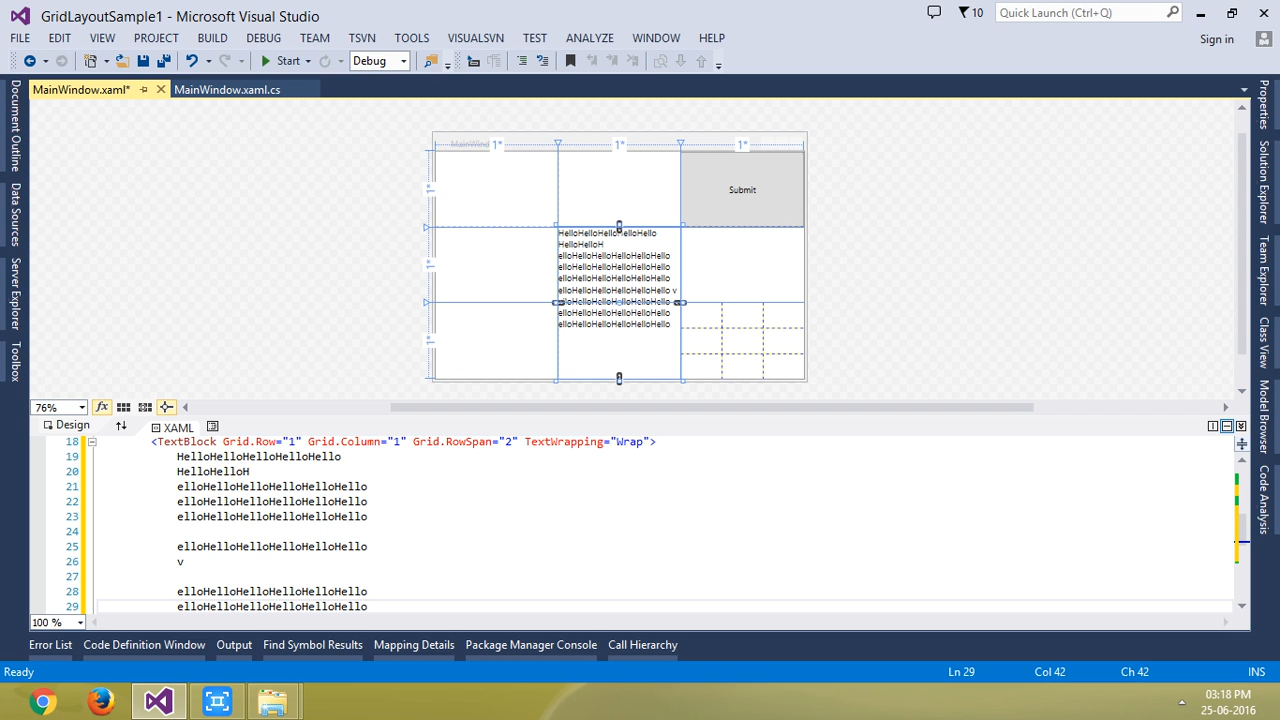 GridLayoutSample1 - Microsoft Visual Studio
10
Quick Launch (Ctrl+Q)
FILE EDIT VIEW PROJECT BUILD DEBUG TEAM TSVN TOOLS VISUALSVN TEST ANALYZE WINDOW HELP
Sign in
Start
Debug
MainWindow.xaml*
MainWindow.xaml.cs
Document Outline
Data Sources
Server Explorer
Toolbox
Properties
Solution Explorer
Team Explorer
Class View
Model Browser
Code Analysis
MainWind
1*
1*
1*
1*
1*
1*
Submit
HelloHelloHelloHelloHello
HelloHelloH
elloHelloHelloHelloHelloHello
elloHelloHelloHelloHelloHello
elloHelloHelloHelloHelloHello
elloHelloHelloHelloHelloHello v
elloHelloHelloHelloHelloHello
elloHelloHelloHelloHelloHello
elloHelloHelloHelloHelloHello
76%
fx
Design
XAML
18 <TextBlock Grid.Row="1" Grid.Column="1" Grid.RowSpan="2" TextWrapping="Wrap">
19 HelloHelloHelloHelloHello
20 HelloHelloH
21 elloHelloHelloHelloHelloHello
22 elloHelloHelloHelloHelloHello
23 elloHelloHelloHelloHelloHello
24
25 elloHelloHelloHelloHelloHello
26 v
27
28 elloHelloHelloHelloHelloHello
29 elloHelloHelloHelloHelloHello
100 %
Error List Code Definition Window Output Find Symbol Results Mapping Details Package Manager Console Call Hierarchy
Ready
Ln 29
Col 42
Ch 42
INS
03:18 PM
25-06-2016